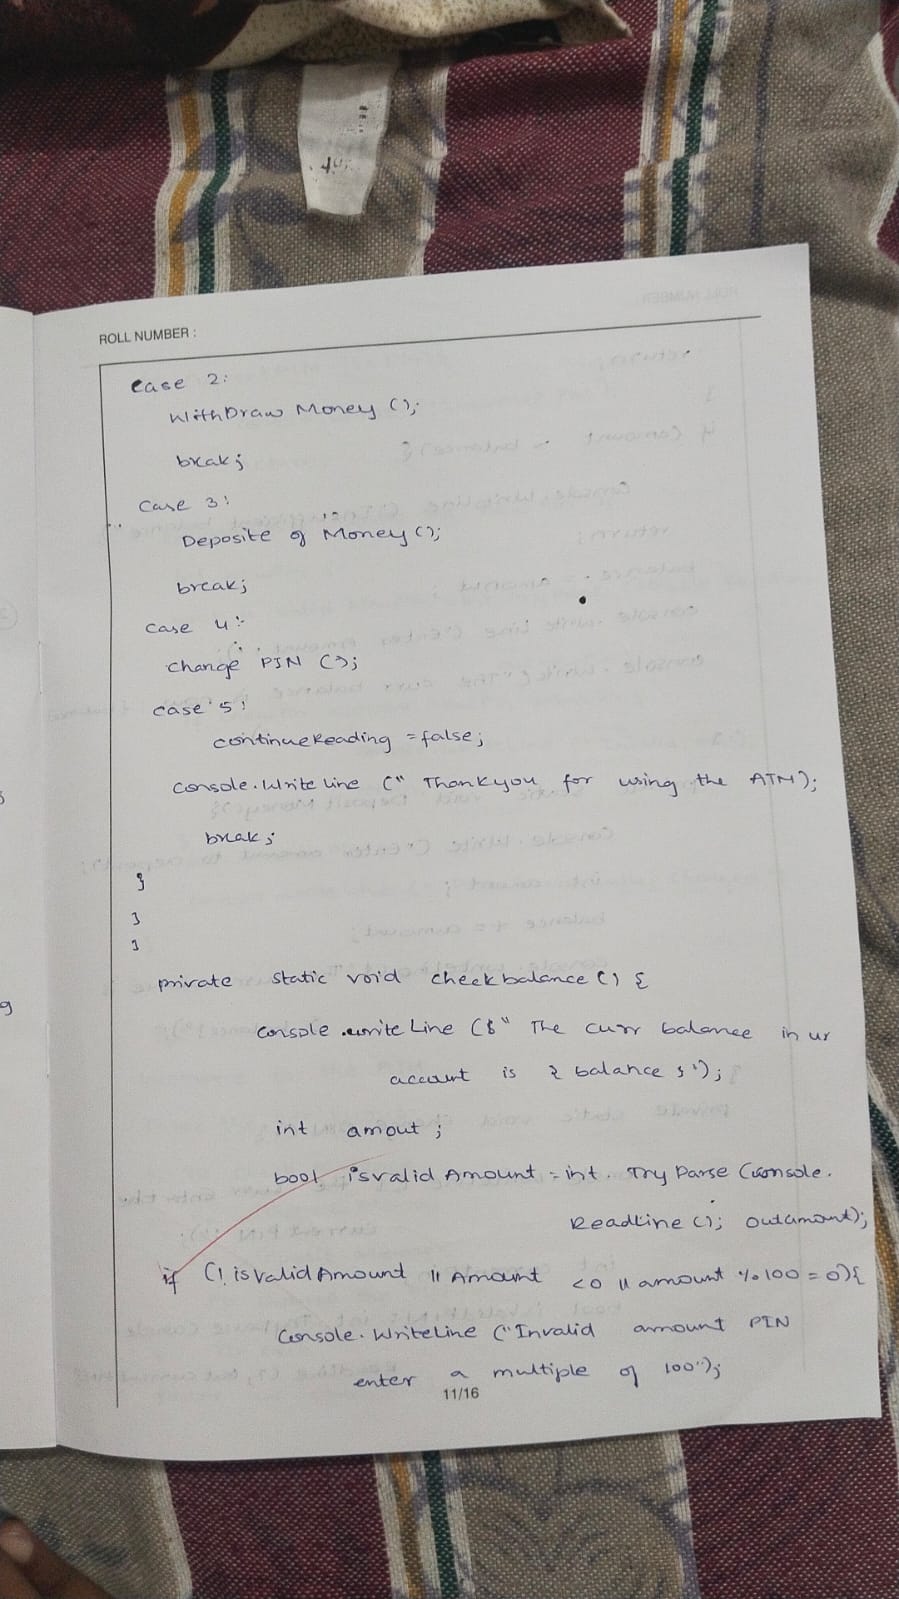 ROLL NUMBER :
case 2:
WithDraw Money ();
break;
case 3:
Deposite of Money ();
break;
case 4:
change PIN ();
case 5:
continueReading = false;
console.Write line (" Thankyou for using the ATM);
break;
}
}
}
private static void checkbalance () {
console .write Line ($" The curr balance in ur
account is { balance }");
int amout ;
bool isvalid Amount = int . Try Parse (console.
Readline (); outamount);
if (! isvalid Amount || Amount <0 || amount %100 = 0){
Console. WriteLine ("Invalid amount PIN
enter a multiple of 100");
11/16